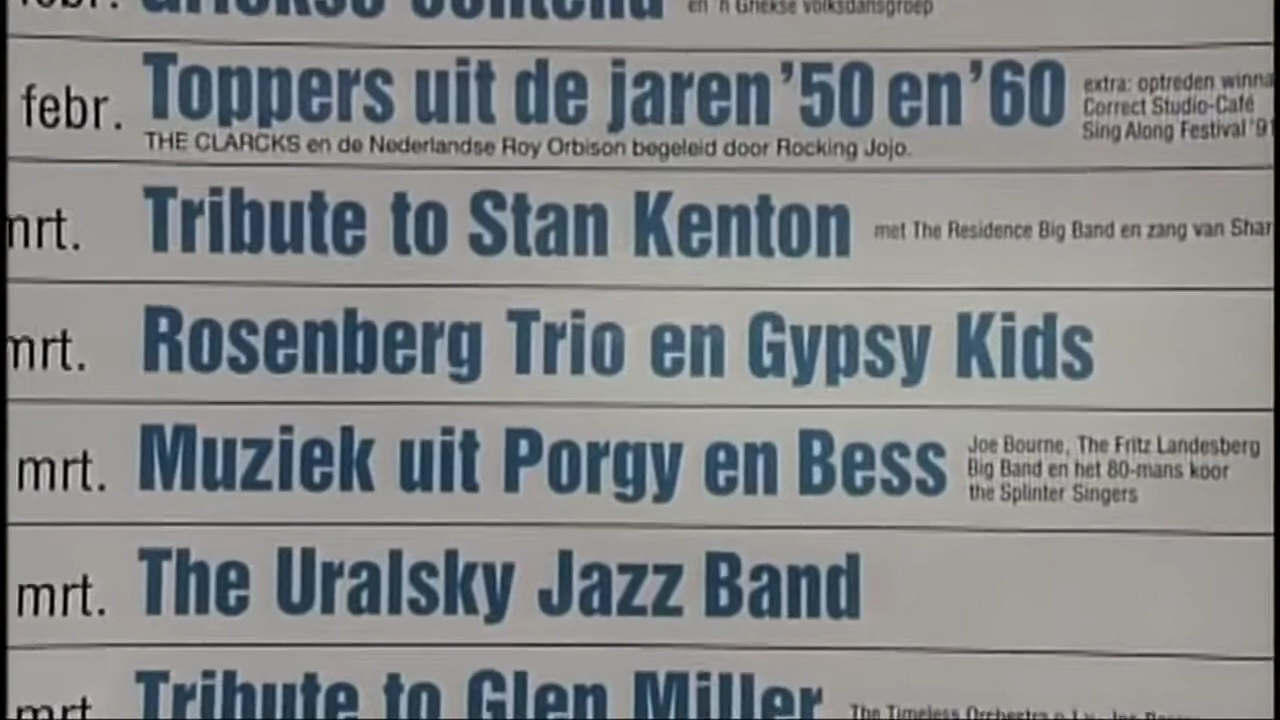 febr. Griekse
en 'n Griekse volksdansgroep
febr. Toppers uit de jaren '50 en '60
extra: optreden
Correct Studio-Café
Sing Along Festival '91
THE CLARCKS en de Nederlandse Roy Orbison begeleid door Rocking Jojo.
mrt. Tribute to Stan Kenton met The Residence Big Band en zang van
mrt. Rosenberg Trio en Gypsy Kids
mrt. Muziek uit Porgy en Bess
Joe Bourne, The Fritz Landesberg
Big Band en het 80-mans koor
the Splinter Singers
mrt. The Uralsky Jazz Band
mrt. Tribute to Glen Miller The Timeless Orchestra